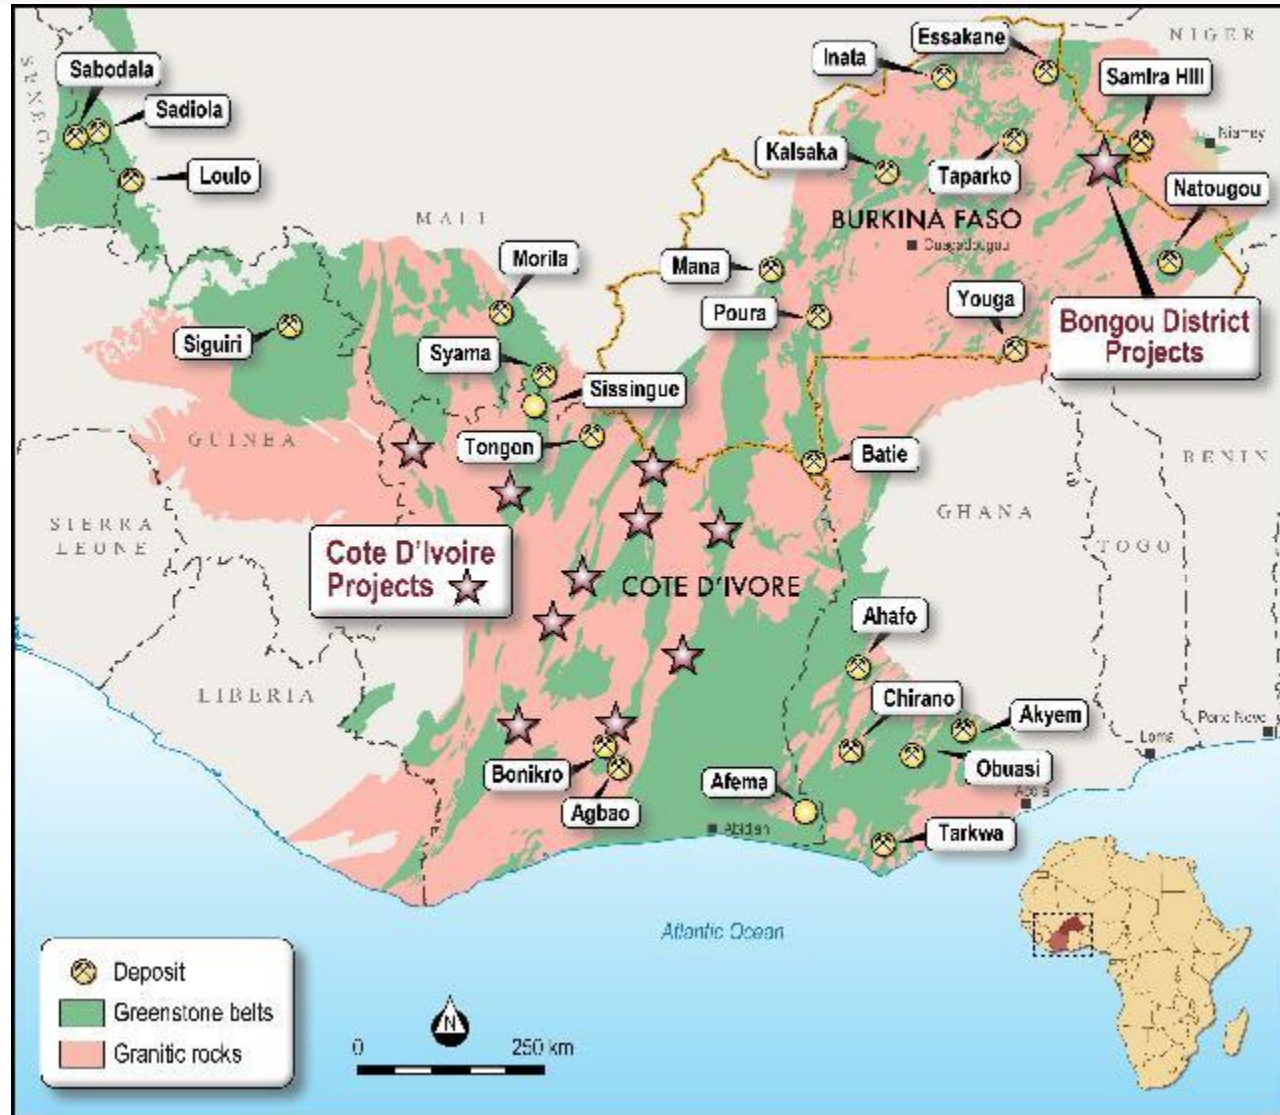 Essakane
NIGER
Inata
Samira Hill
Sabodala
SENEGAL
Sadiola
Niamey
Kalsaka
Taparko
Loulo
Natougou
MALI
BURKINA FASO
Ouagadougou
Morila
Mana
Youga
Poura
Siguiri
Bongou District
Projects
Syama
Sissingue
GUINEA
Tongon
Batie
BENIN
SIERRA
LEONE
GHANA
Cote D'Ivoire
Projects
TOGO
COTE D'IVORE
Ahafo
LIBERIA
Chirano
Akyem
Porto Novo
Lome
Bonikro
Obuasi
Afema
Agbao
Accra
Abidjan
Tarkwa
Atlantic Ocean
Deposit
Greenstone belts
Granitic rocks
N
0 250 km